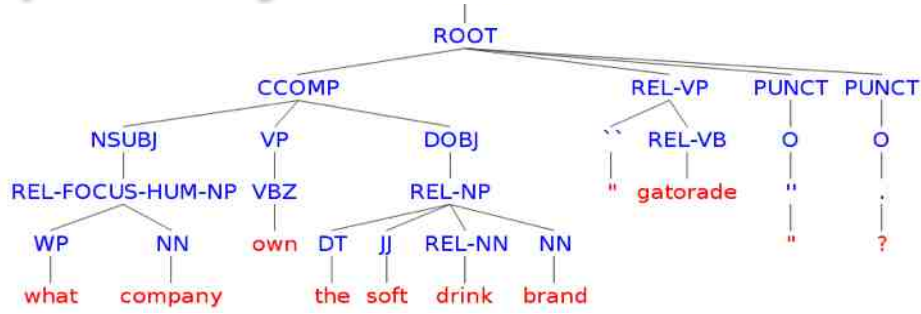 ROOT
CCOMP REL-VP PUNCT PUNCT
NSUBJ VP DOBJ `` REL-VB O O
REL-FOCUS-HUM-NP VBZ REL-NP " gatorade '' .
WP NN own DT JJ REL-NN NN " ?
what company the soft drink brand